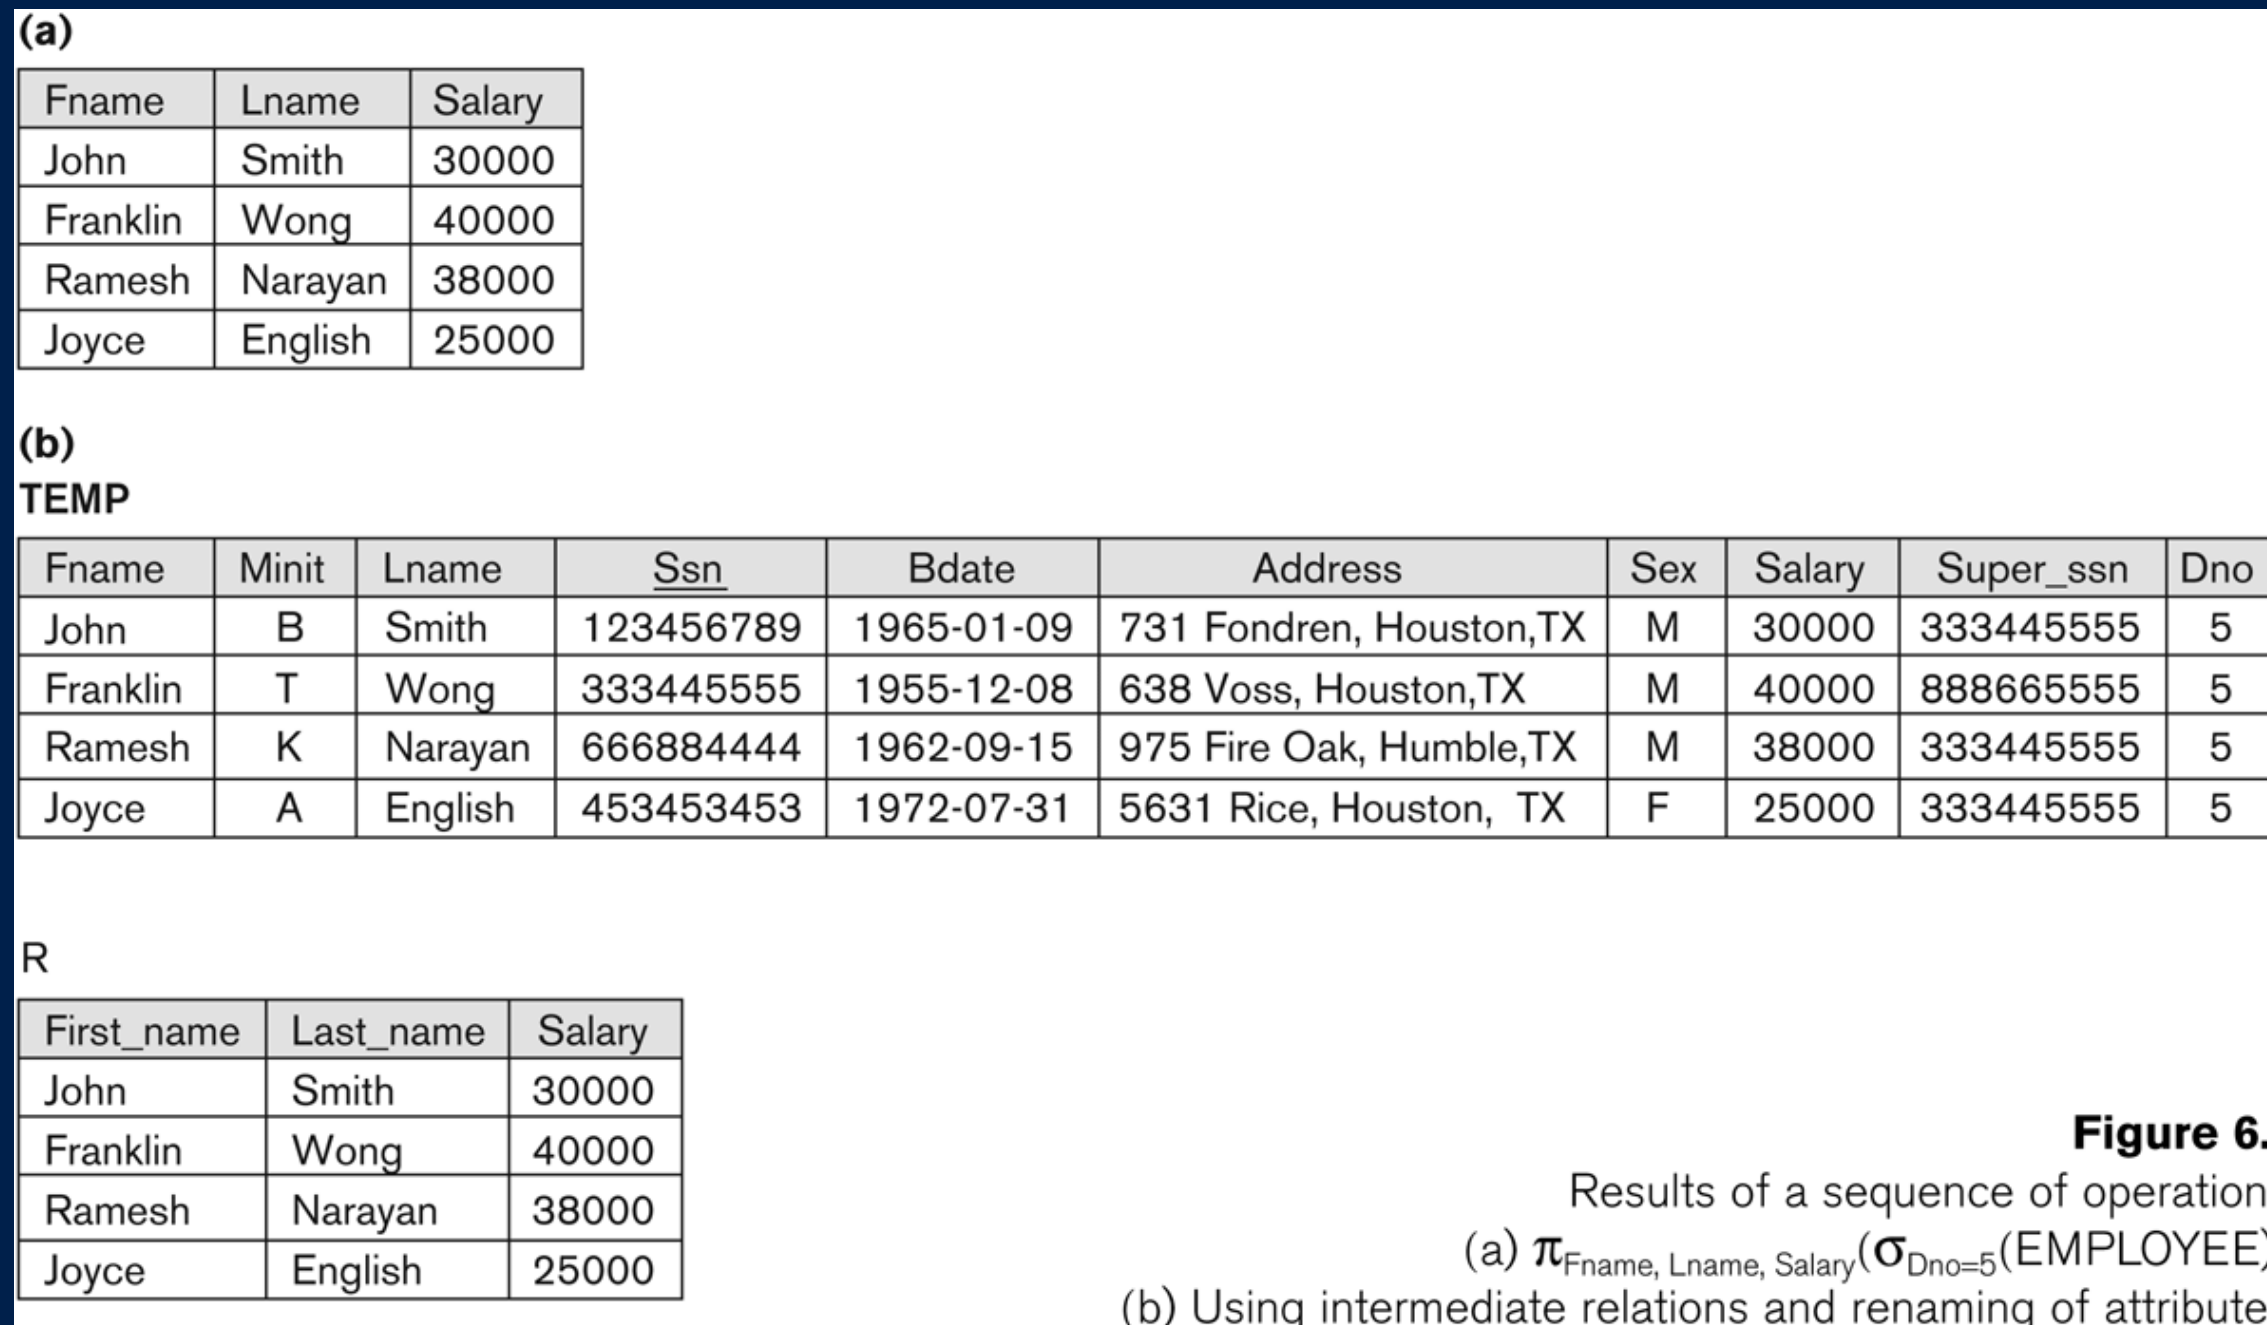 (a)
Fname Lname Salary
John Smith 30000
Franklin Wong 40000
Ramesh Narayan 38000
Joyce English 25000
(b)
TEMP
Fname Minit Lname Ssn Bdate Address Sex Salary Super_ssn Dno
John B Smith 123456789 1965-01-09 731 Fondren, Houston,TX M 30000 333445555 5
Franklin T Wong 333445555 1955-12-08 638 Voss, Houston,TX M 40000 888665555 5
Ramesh K Narayan 666884444 1962-09-15 975 Fire Oak, Humble,TX M 38000 333445555 5
Joyce A English 453453453 1972-07-31 5631 Rice, Houston, TX F 25000 333445555 5
R
First_name Last_name Salary
John Smith 30000
Franklin Wong 40000
Ramesh Narayan 38000
Joyce English 25000
Figure 6.
Results of a sequence of operation
(a) πFname, Lname, Salary(σDno=5(EMPLOYEE)
(b) Using intermediate relations and renaming of attribute